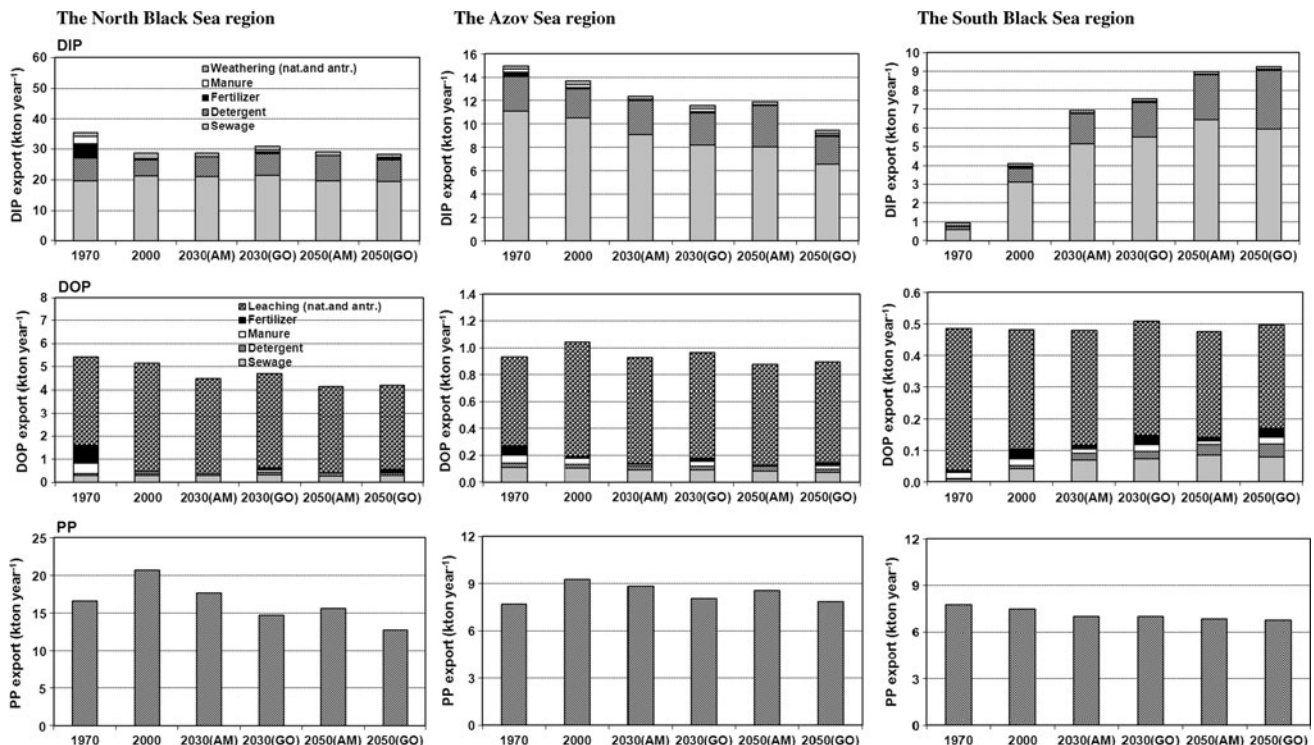 The North Black Sea region
The Azov Sea region
The South Black Sea region
DIP
DIP export (kton year⁻¹)
60
50
40
30
20
10
0
Weathering (nat.and antr.)
Manure
Fertilizer
Detergent
Sewage
1970 2000 2030(AM) 2030(GO) 2050(AM) 2050(GO)
DIP export (kton year⁻¹)
16
14
12
10
8
6
4
2
0
1970 2000 2030(AM) 2030(GO) 2050(AM) 2050(GO)
DIP export (kton year⁻¹)
10
9
8
7
6
5
4
3
2
1
0
1970 2000 2030(AM) 2030(GO) 2050(AM) 2050(GO)
DOP
DOP export (kton year⁻¹)
8
7
6
5
4
3
2
1
0
Leaching (nat.and antr.)
Fertilizer
Manure
Detergent
Sewage
1970 2000 2030(AM) 2030(GO) 2050(AM) 2050(GO)
DOP export (kton year⁻¹)
1.4
1.2
1.0
0.8
0.6
0.4
0.2
0.0
1970 2000 2030(AM) 2030(GO) 2050(AM) 2050(GO)
DOP export (kton year⁻¹)
0.6
0.5
0.4
0.3
0.2
0.1
0.0
1970 2000 2030(AM) 2030(GO) 2050(AM) 2050(GO)
PP
PP export (kton year⁻¹)
25
20
15
10
5
0
1970 2000 2030(AM) 2030(GO) 2050(AM) 2050(GO)
PP export (kton year⁻¹)
12
9
6
3
0
1970 2000 2030(AM) 2030(GO) 2050(AM) 2050(GO)
PP export (kton year⁻¹)
12
9
6
3
0
1970 2000 2030(AM) 2030(GO) 2050(AM) 2050(GO)